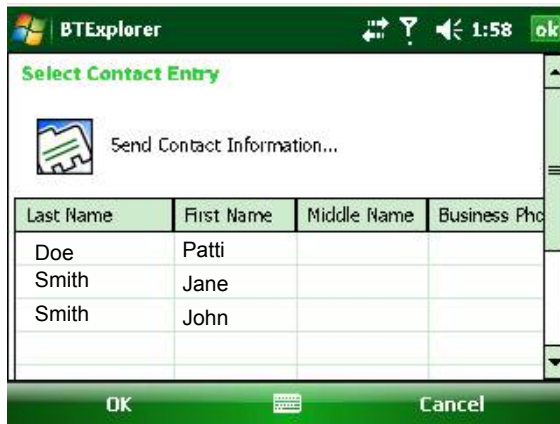 BTExplorer 1:58 ok
Select Contact Entry
Send Contact Information...
Last Name First Name Middle Name Business Pho
Doe Patti
Smith Jane
Smith John
OK Cancel